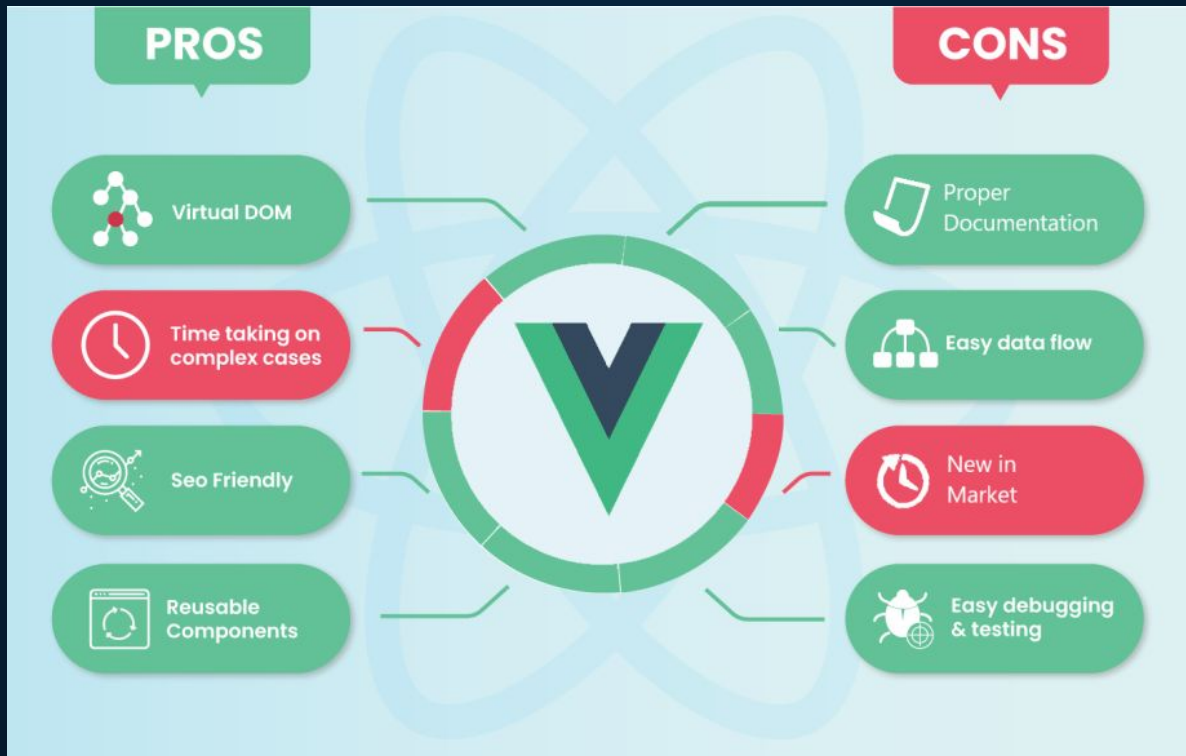 PROS
CONS
Virtual DOM
Time taking on
complex cases
Seo Friendly
Reusable
Components
Proper
Documentation
Easy data flow
New in
Market
Easy debugging
& testing